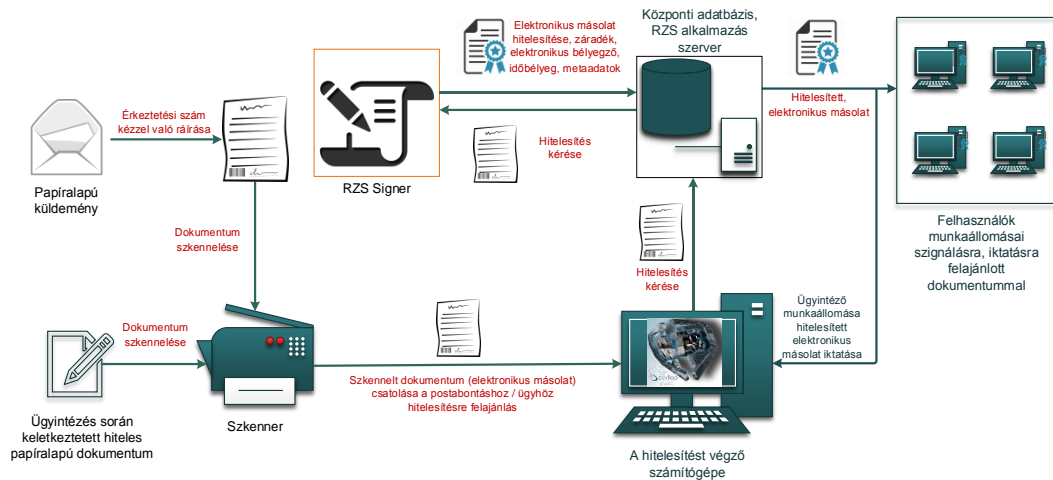 Elektronikus másolat
hitelesítése, záradék,
elektronikus bélyegző,
időbélyeg, metaadatok
Központi adatbázis,
RZS alkalmazás
szerver
Érkeztetési szám
kézzel való ráírása
Hitelesítés
kérése
Hitelesített,
elektronikus másolat
Papíralapú
küldemény
RZS Signer
Dokumentum
szkennelése
Hitelesítés
kérése
Felhasználók
munkaállomásai
szignálásra, iktatásra
felajánlott
dokumentummal
Dokumentum
szkennelése
Ügyintéző
munkaállomása
hitelesített
elektronikus
másolat iktatása
Szkennelt dokumentum (elektronikus másolat)
csatolása a postabontáshoz / ügyhöz
hitelesítésre felajánlás
Ügyintézés során
keletkeztetett hiteles
papíralapú dokumentum
Szkenner
A hitelesítést végző
számítógépe